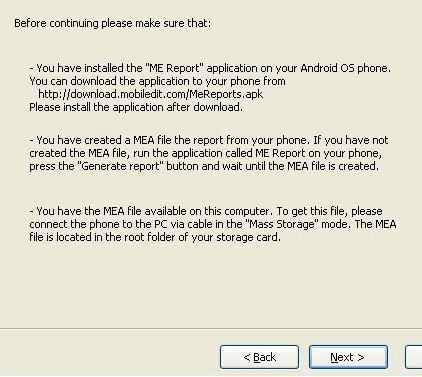 Before continuing please make sure that:
- You have installed the "ME Report" application on your Android OS phone.
You can download the application to your phone from
http://download.mobiledit.com/MeReports.apk
Please install the application after download.
- You have created a MEA file the report from your phone. If you have not
created the MEA file, run the application called ME Report on your phone,
press the "Generate report" button and wait until the MEA file is created.
- You have the MEA file available on this computer. To get this file, please
connect the phone to the PC via cable in the "Mass Storage" mode. The MEA
file is located in the root folder of your storage card.
< Back Next >